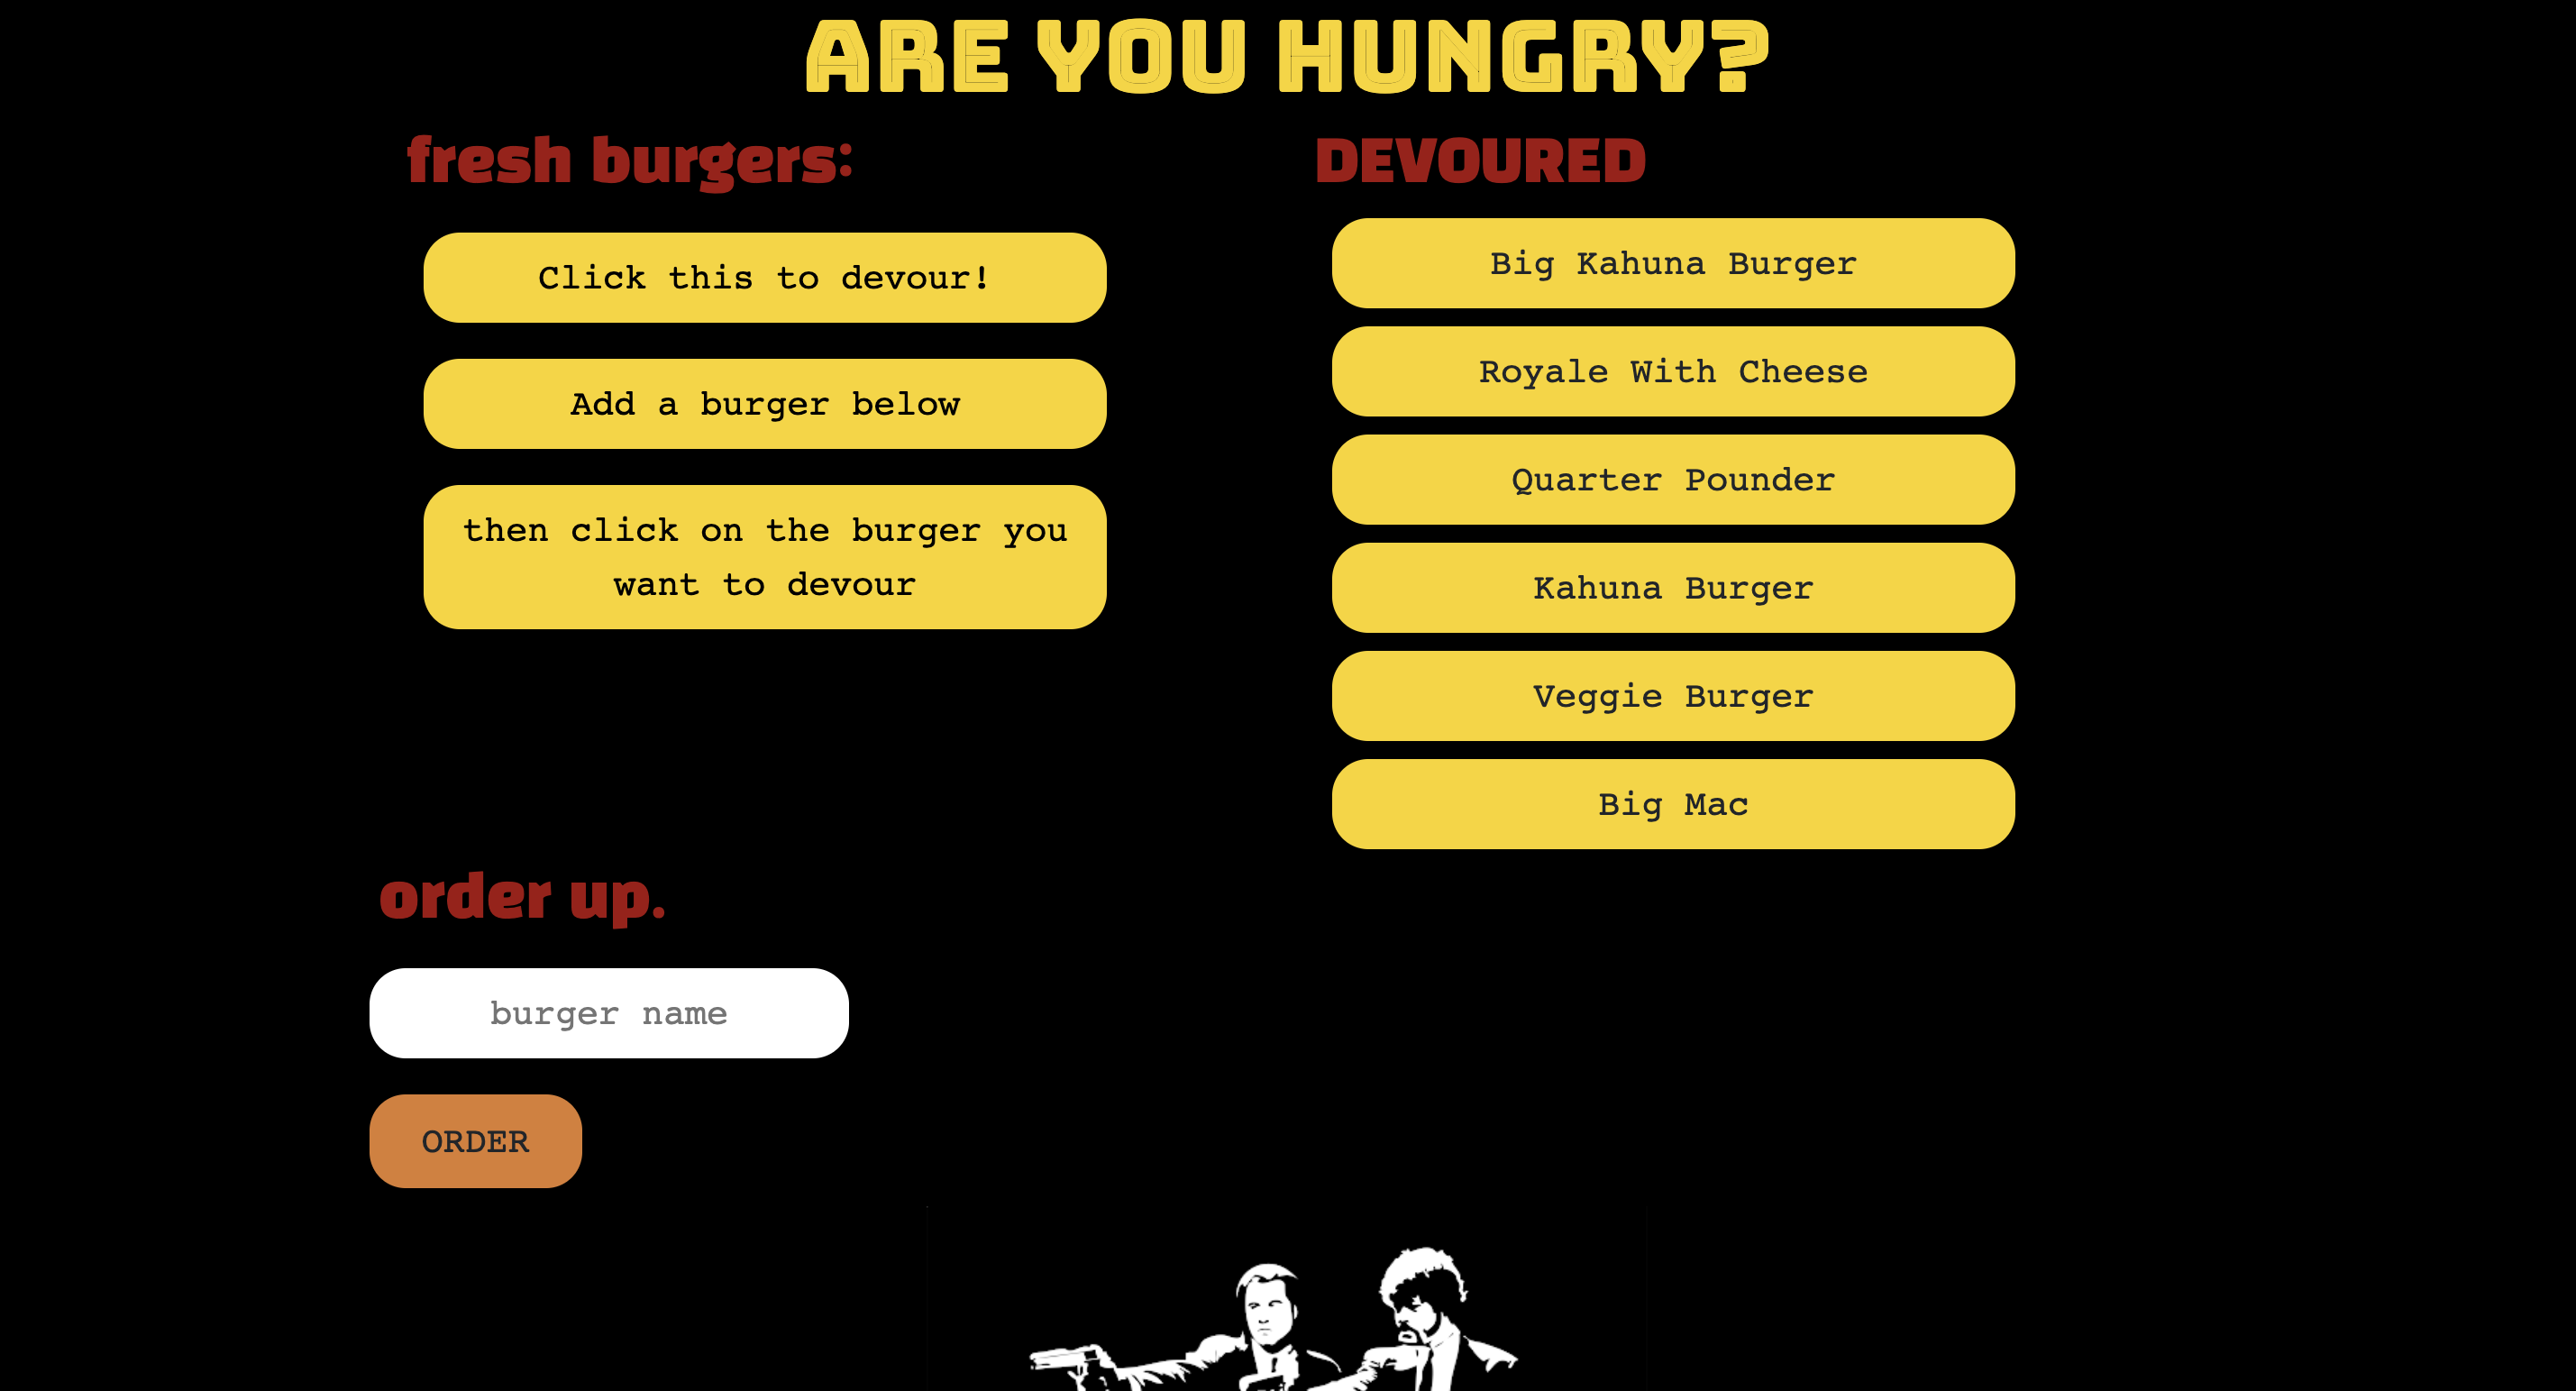 ARE YOU HUNGRY?
fresh burgers:
Click this to devour!
Add a burger below
then click on the burger you
want to devour
DEVOURED
Big Kahuna Burger
Royale With Cheese
Quarter Pounder
Kahuna Burger
Veggie Burger
Big Mac
order up.
burger name
ORDER